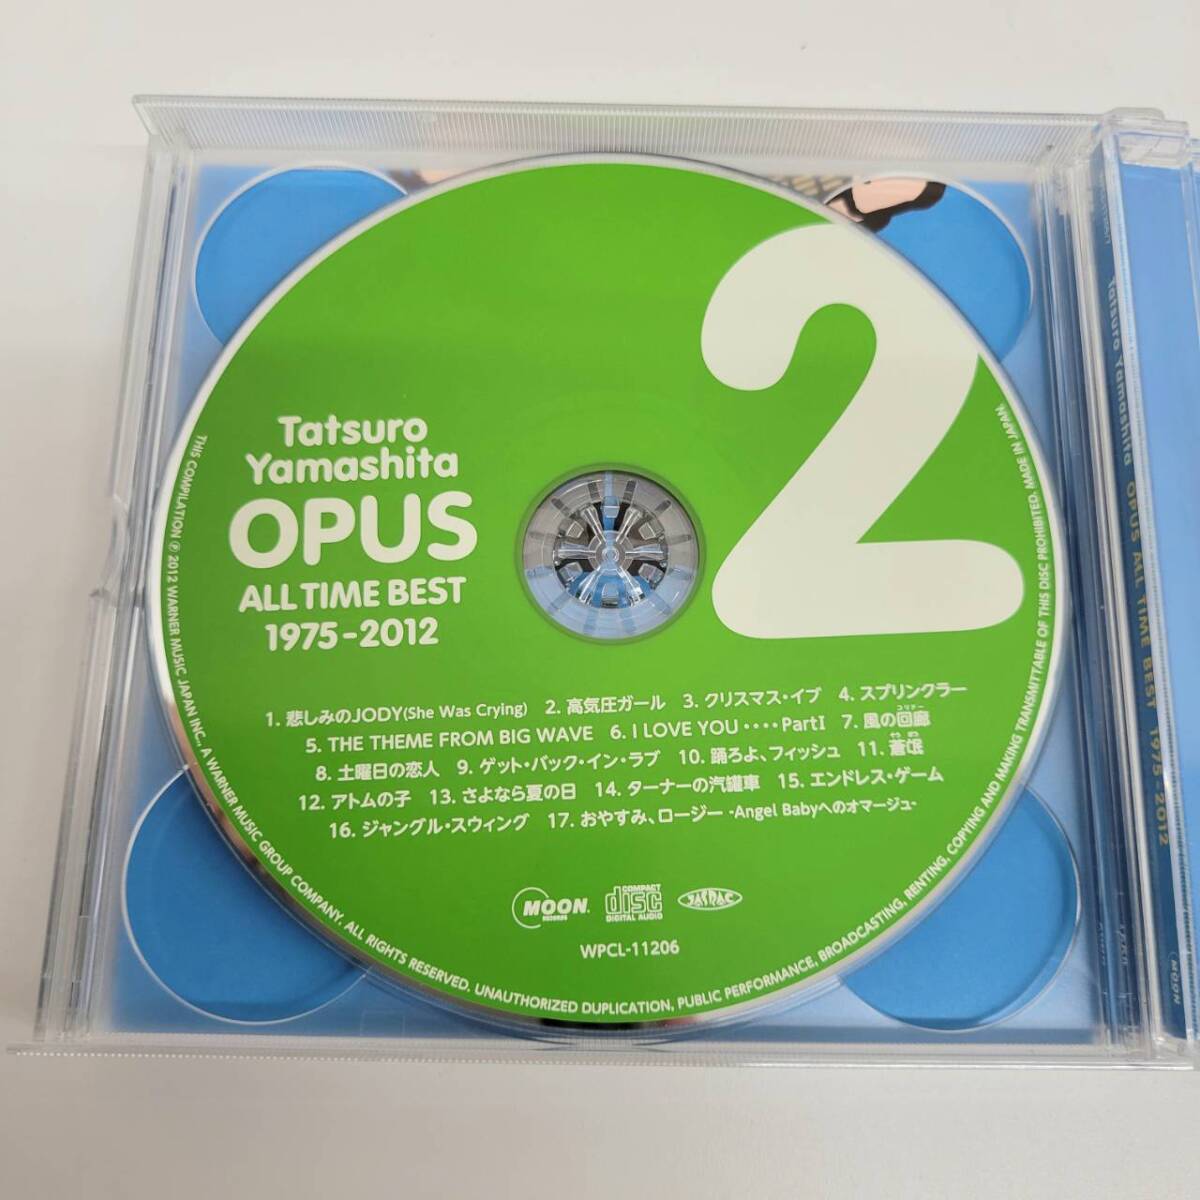 2
Tatsuro
Yamashita
OPUS
ALL TIME BEST
1975-2012
1. 悲しみのJODY(She Was Crying) 2. 高気圧ガール 3. クリスマス・イブ 4. スプリンクラー
コリドー
5. THE THEME FROM BIG WAVE 6. I LOVE YOU ‥‥PartⅠ 7. 風の回廊
8. 土曜日の恋人 9. ゲット・バック・イン・ラブ 10. 踊ろよ、フィッシュ 11. 蒼氓
12. アトムの子 13. さよなら夏の日 14. ターナーの汽罐車 15. エンドレス・ゲーム
16. ジャングル・スウィング 17. おやすみ、ロージー -Angel Babyへのオマージュ-
MOON
RECORDS
COMPACT
disc
DIGITAL AUDIO
JASRAC
WPCL-11206
THIS COMPILATION ℗ 2012 WARNER MUSIC JAPAN INC., A WARNER MUSIC GROUP COMPANY. ALL RIGHTS RESERVED. UNAUTHORIZED DUPLICATION, PUBLIC PERFORMANCE, BROADCASTING, RENTING, COPYING AND MAKING TRANSMITTABLE OF THIS DISC PROHIBITED. MADE IN JAPAN.
Tatsuro Yamashita OPUS ALL TIME BEST 1975-2012
MOON